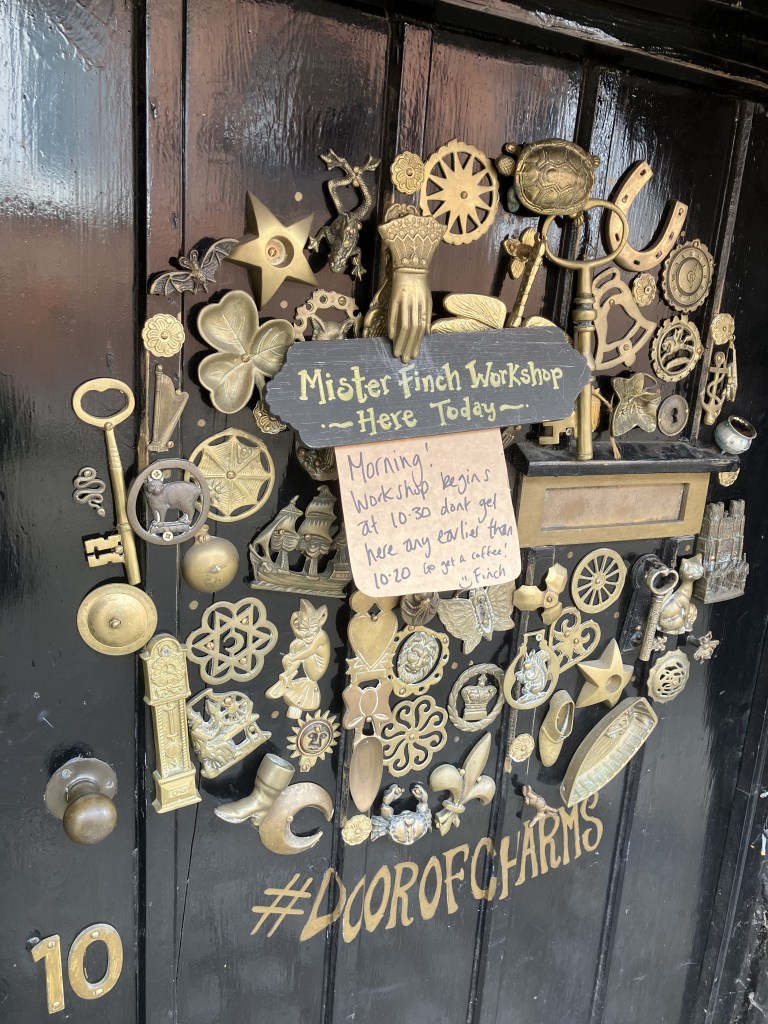 Mister Finch Workshop
Here Today
Morning!
Workshop begins
at 10.30 dont get
here any earlier than
10.20 Go get a coffee!
Finch
#DOOROFCHARMS
10